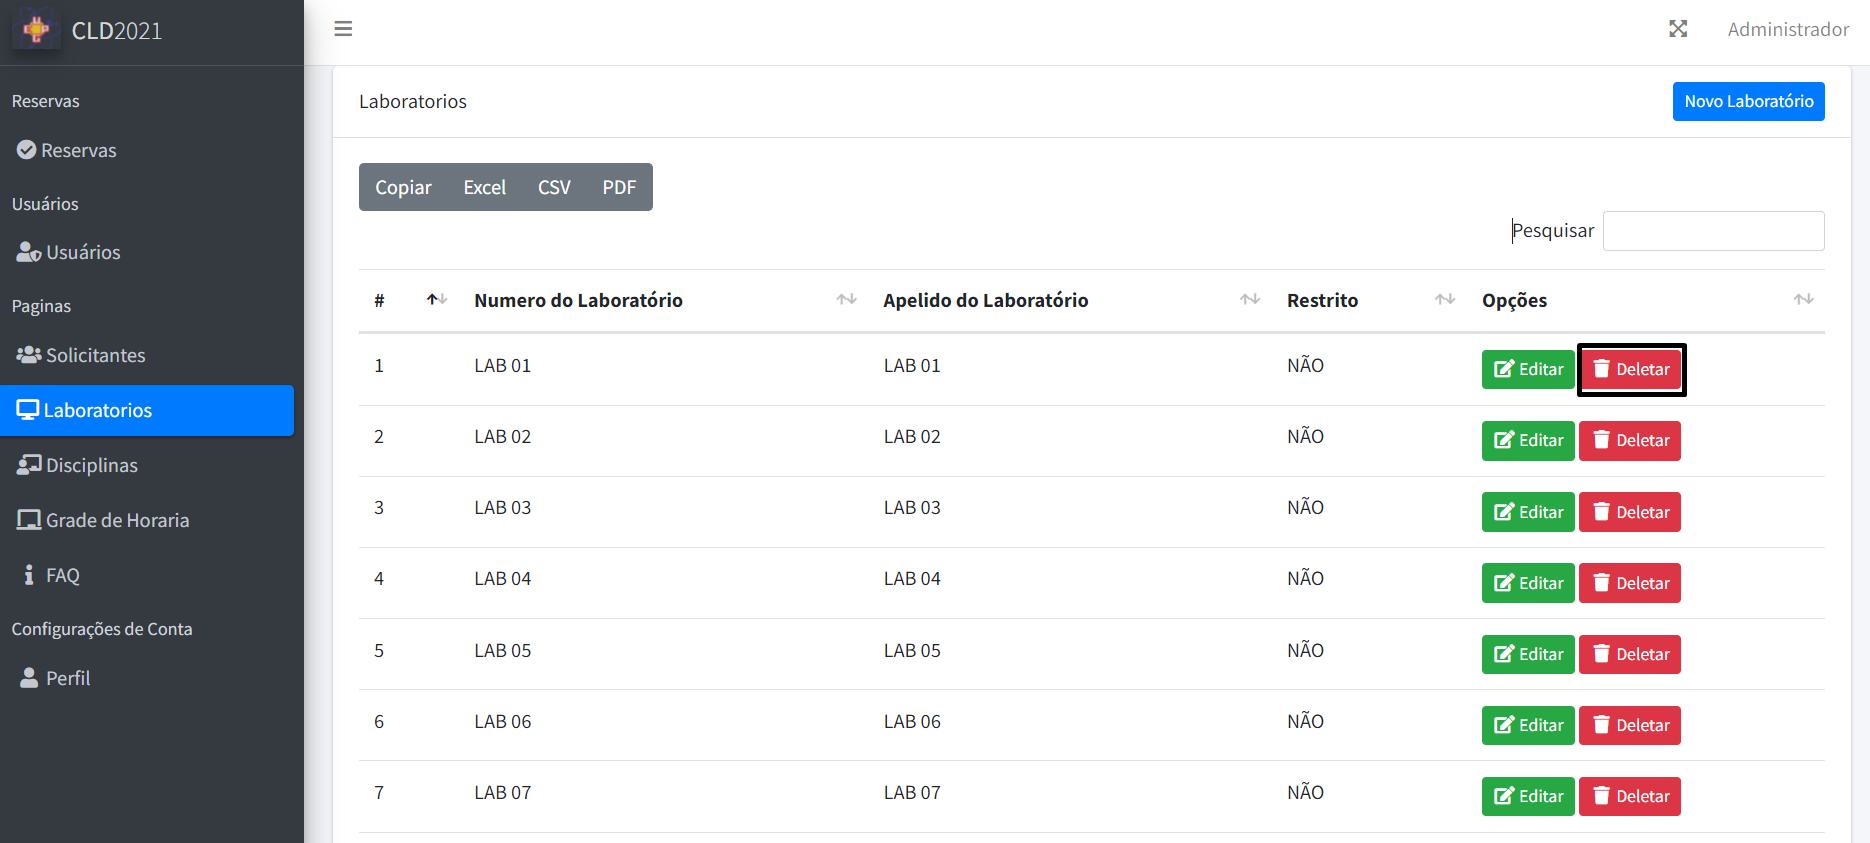 CLD2021
Administrador
Reservas
Reservas
Usuários
Usuários
Paginas
Solicitantes
Laboratorios
Disciplinas
Grade de Horaria
FAQ
Configurações de Conta
Perfil
Laboratorios
Novo Laboratório
Copiar Excel CSV PDF
Pesquisar
# Numero do Laboratório Apelido do Laboratório Restrito Opções
1 LAB 01 LAB 01 NÃO Editar Deletar
2 LAB 02 LAB 02 NÃO Editar Deletar
3 LAB 03 LAB 03 NÃO Editar Deletar
4 LAB 04 LAB 04 NÃO Editar Deletar
5 LAB 05 LAB 05 NÃO Editar Deletar
6 LAB 06 LAB 06 NÃO Editar Deletar
7 LAB 07 LAB 07 NÃO Editar Deletar